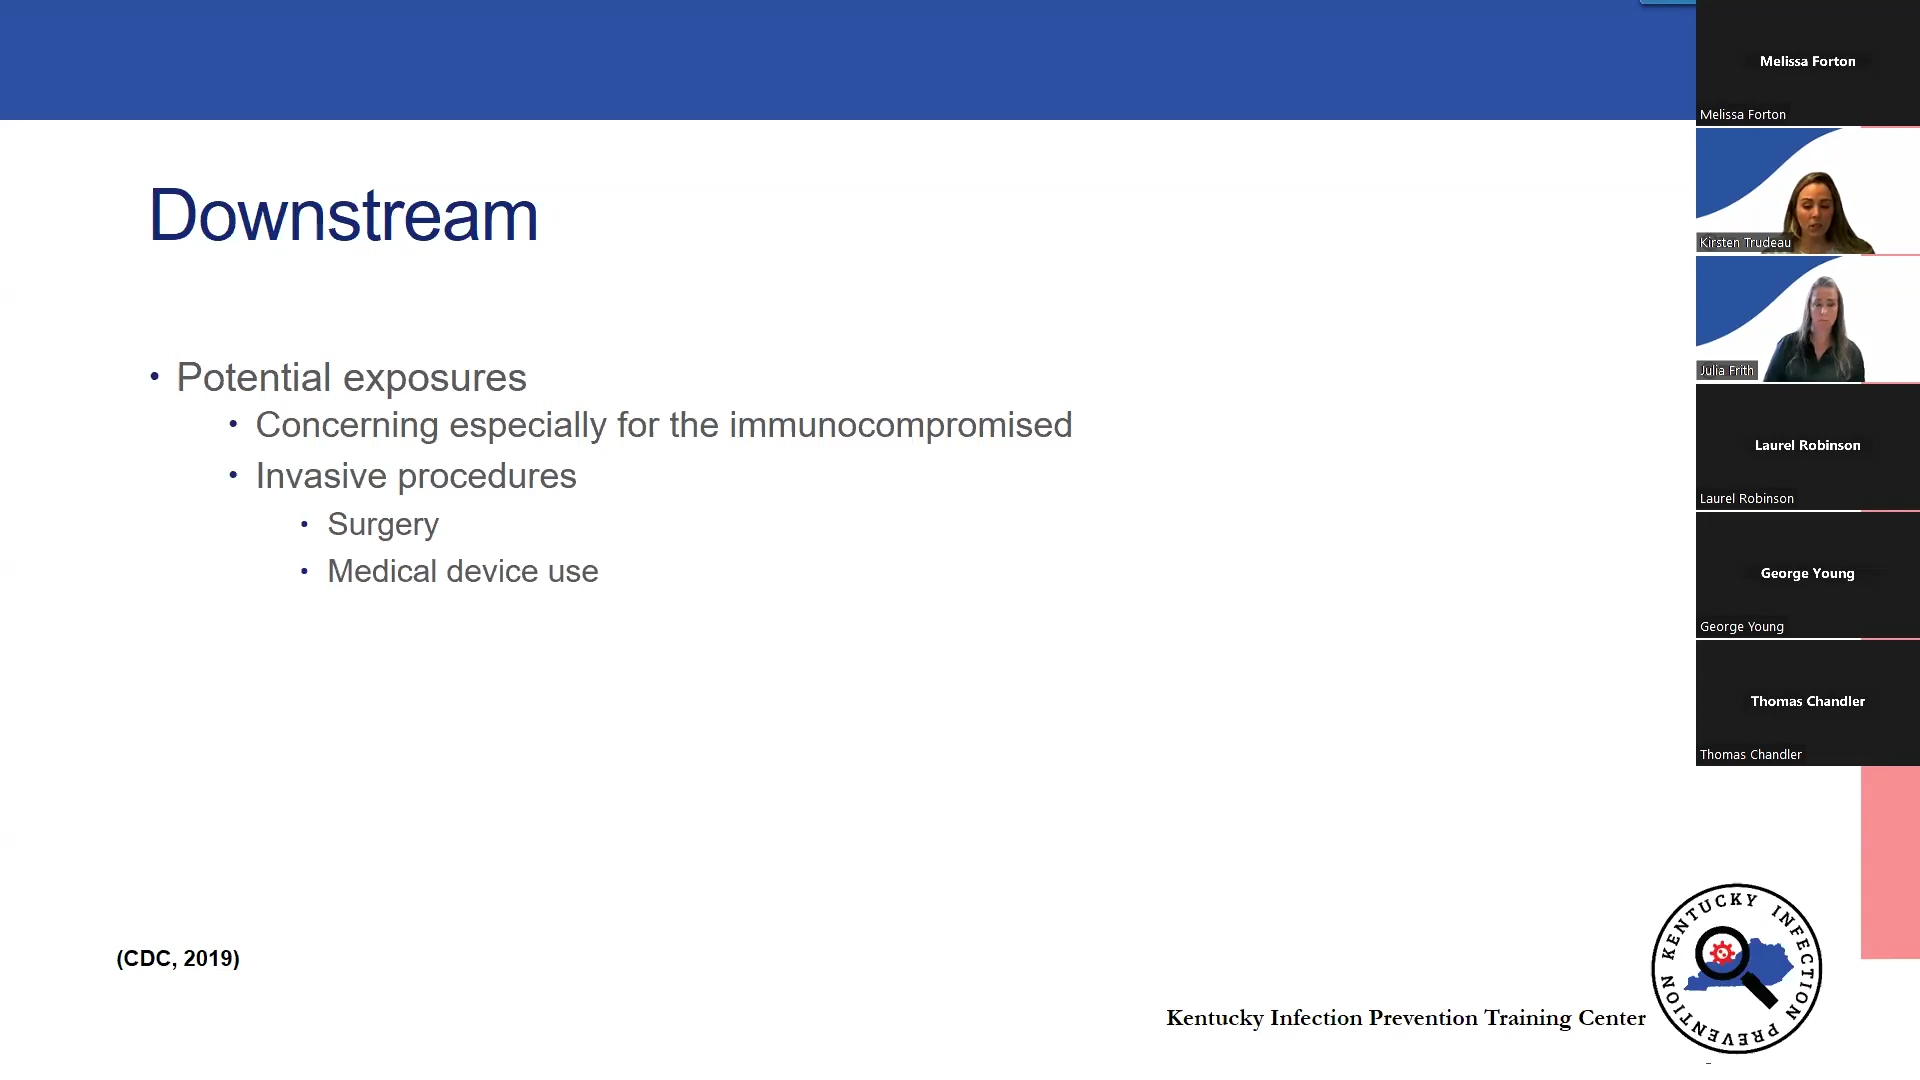 Downstream
• Potential exposures
• Concerning especially for the immunocompromised
• Invasive procedures
• Surgery
• Medical device use
(CDC, 2019)
Kentucky Infection Prevention Training Center
KENTUCKY INFECTION PREVENTION
Melissa Forton
Melissa Forton
Kirsten Trudeau
Julia Frith
Laurel Robinson
Laurel Robinson
George Young
George Young
Thomas Chandler
Thomas Chandler